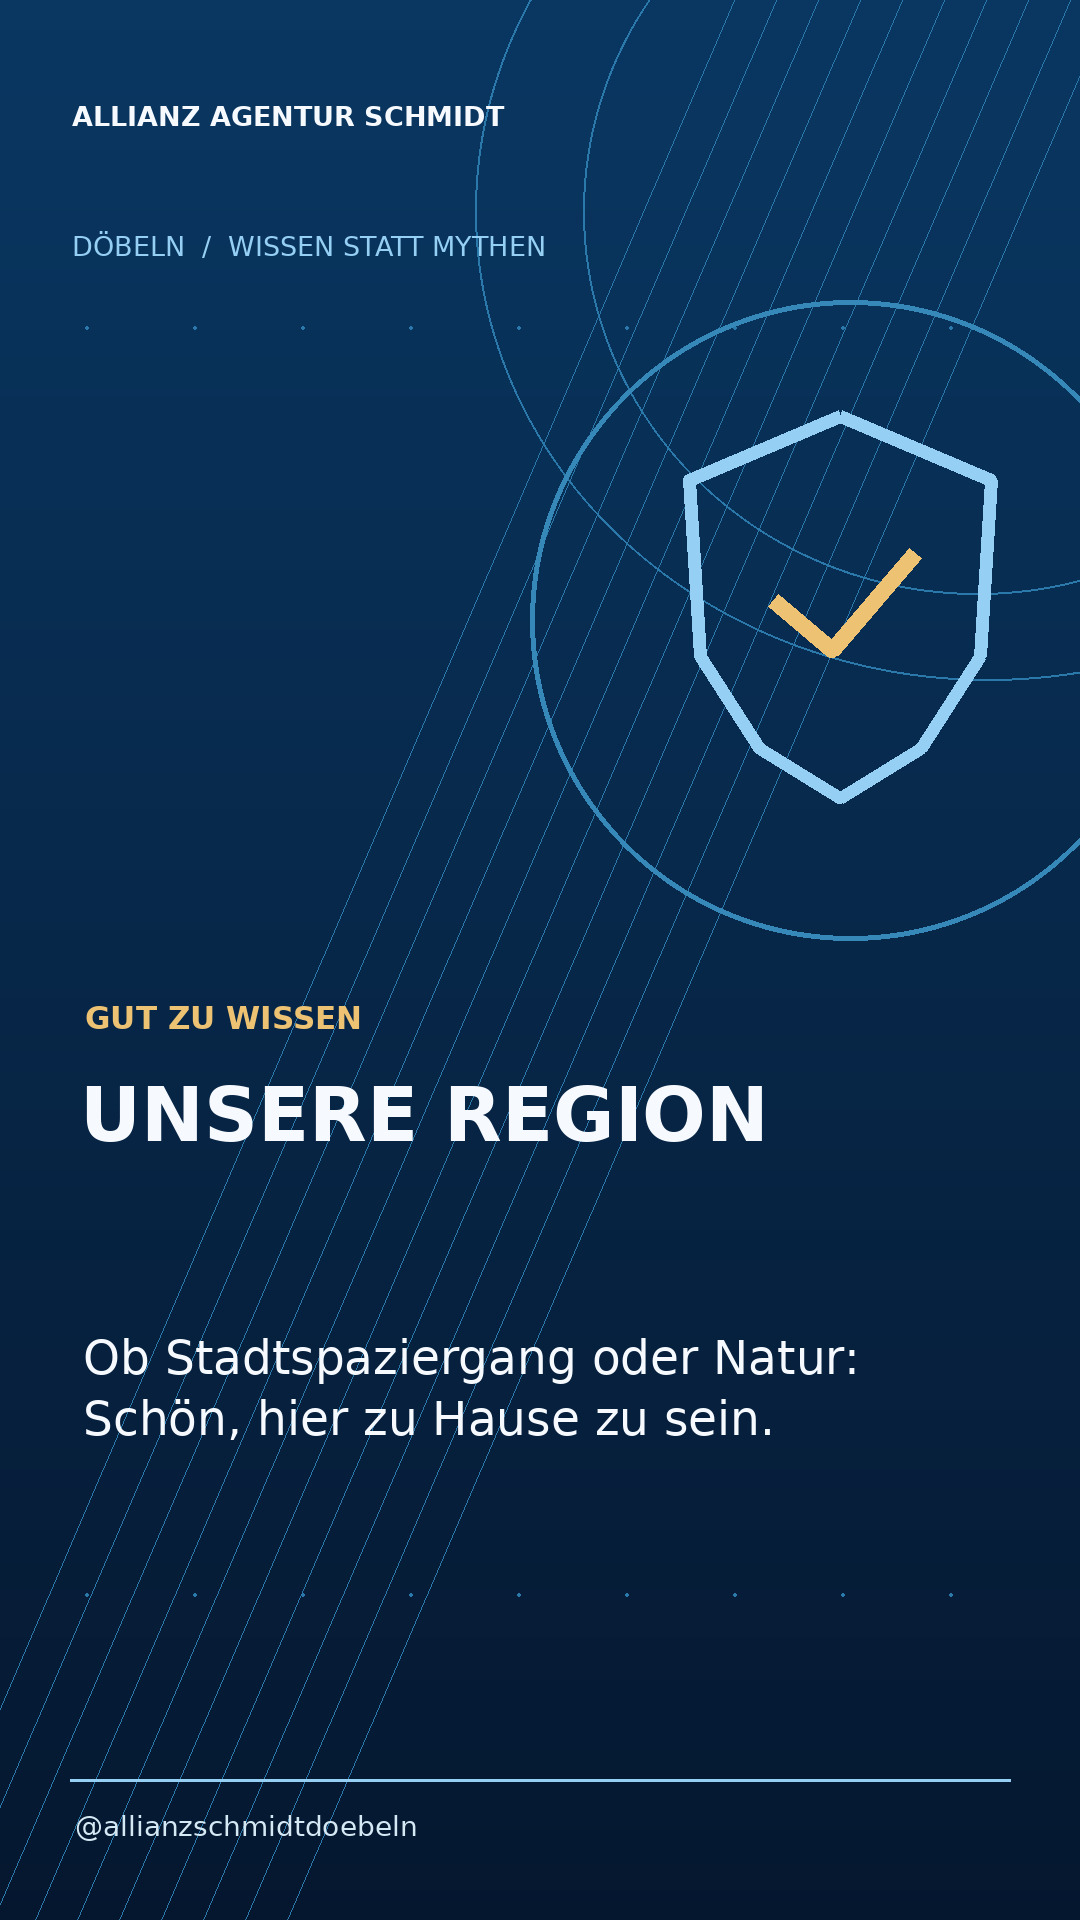 ALLIANZ AGENTUR SCHMIDT
DÖBELN / WISSEN STATT MYTHEN
GUT ZU WISSEN
UNSERE REGION
Ob Stadtspaziergang oder Natur:
Schön, hier zu Hause zu sein.
@allianzschmidtdoebeln